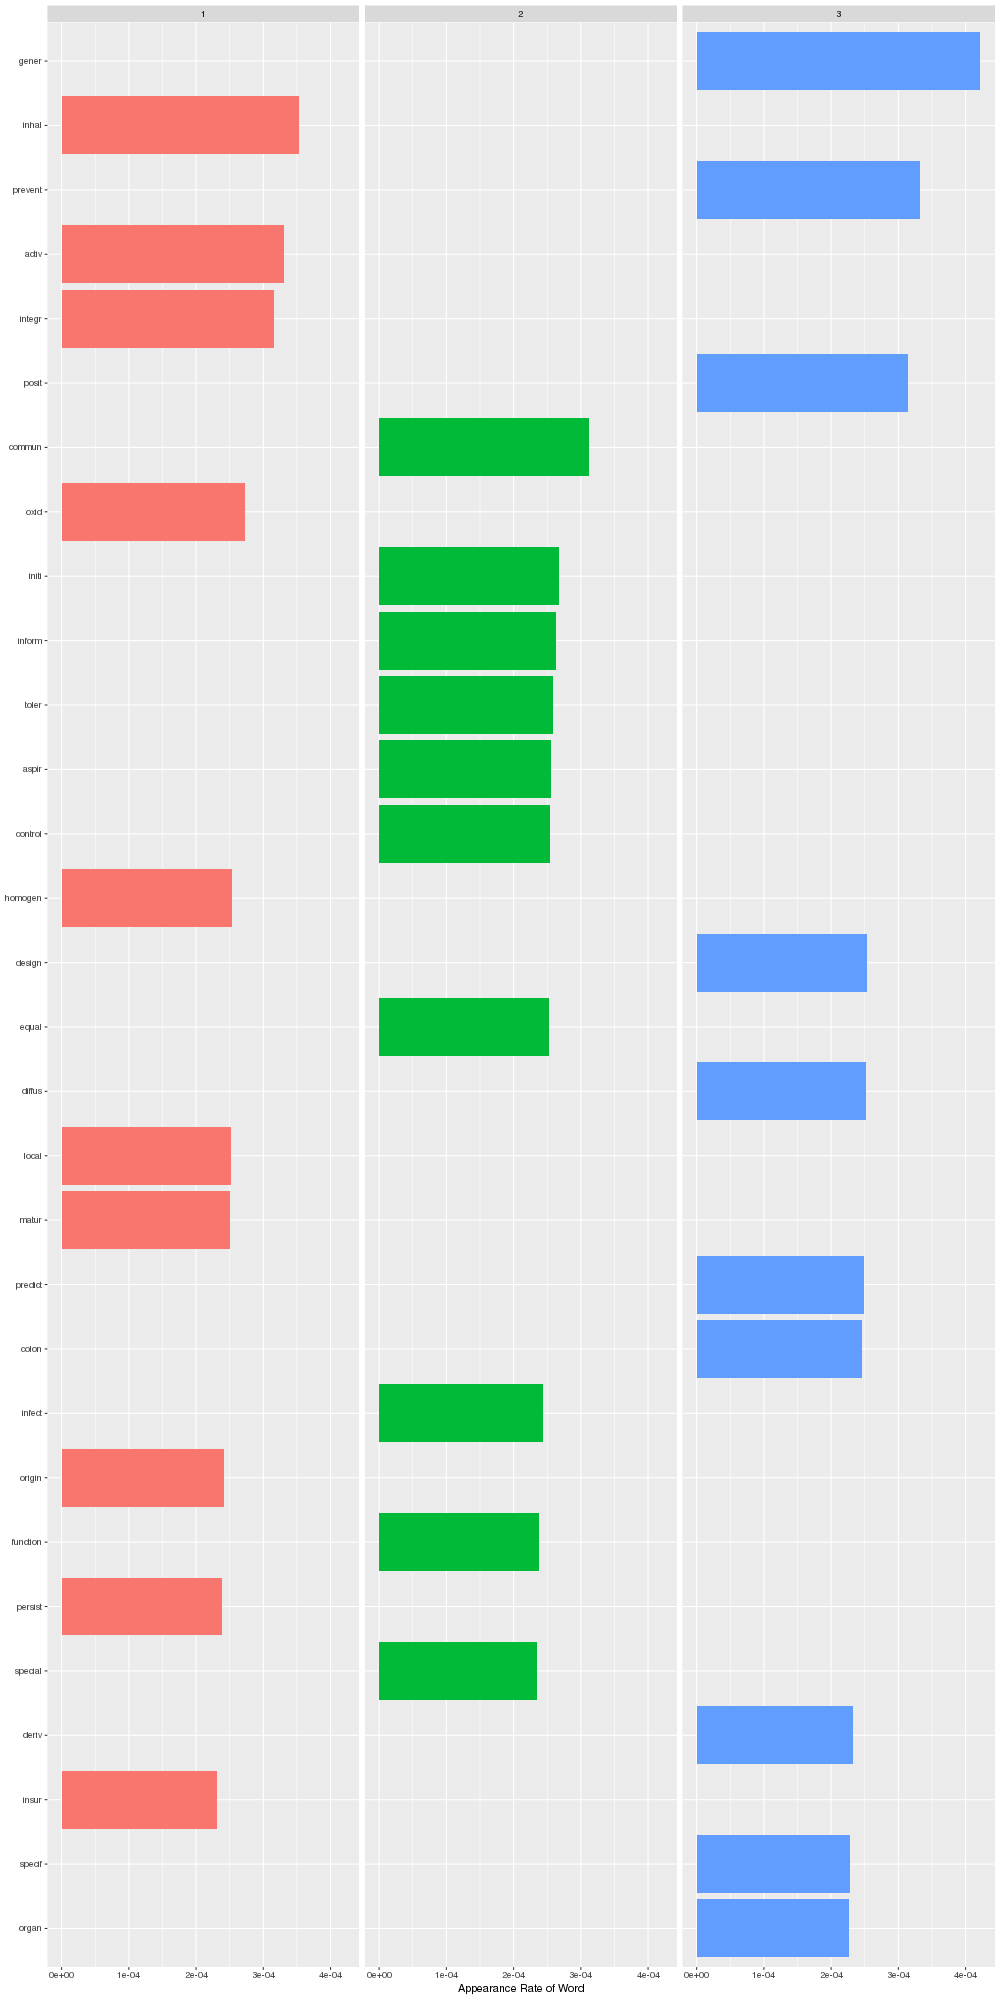 1 2 3
gener
inhal
prevent
activ
integr
posit
commun
oxid
initi
inform
toler
aspir
control
homogen
design
equal
diffus
local
matur
predict
colon
infect
origin
function
persist
special
deriv
insur
specif
organ
0e+00 1e-04 2e-04 3e-04 4e-04 0e+00 1e-04 2e-04 3e-04 4e-04 0e+00 1e-04 2e-04 3e-04 4e-04
Appearance Rate of Word